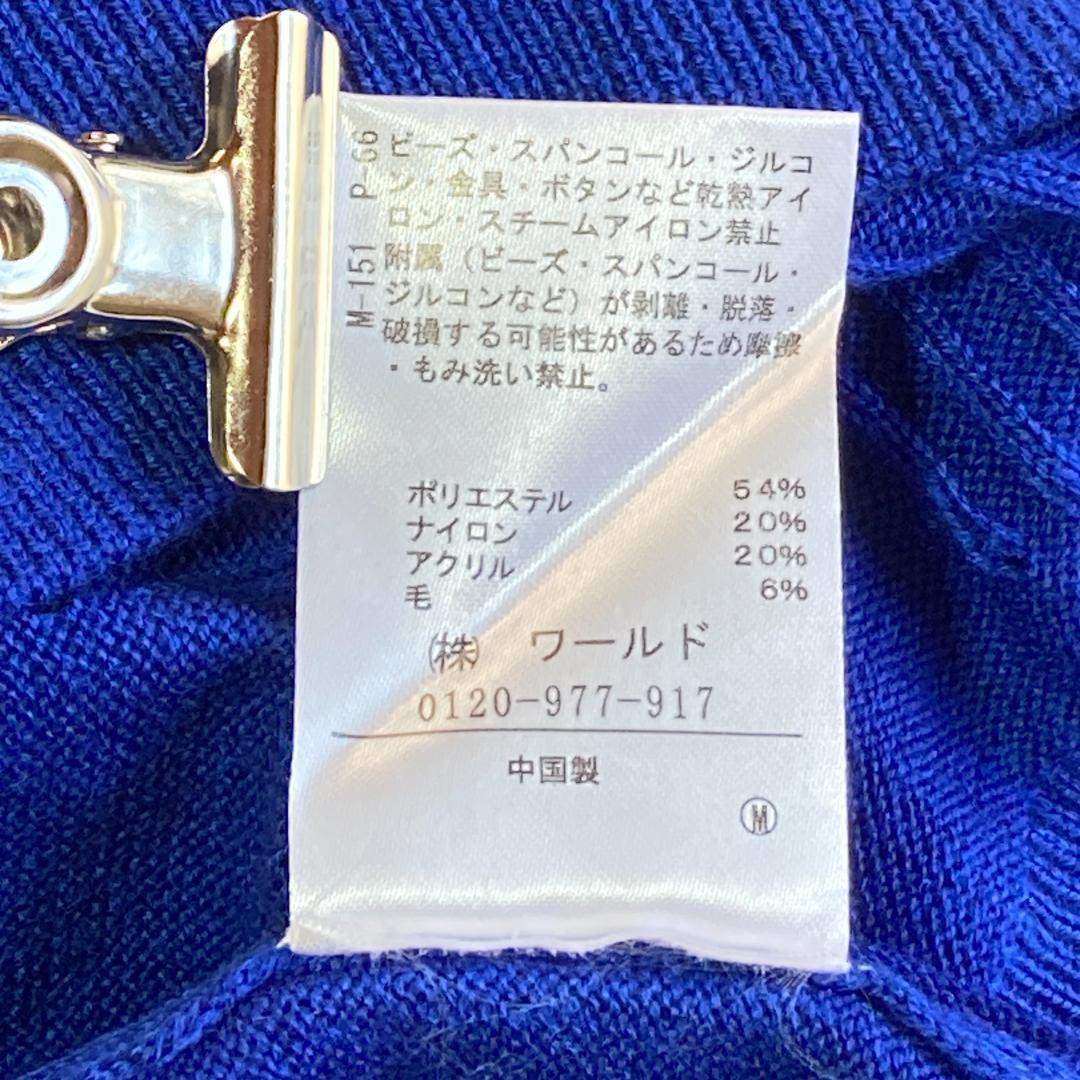 ビーズ・スパンコール・ジルコ
ン・金具・ボタンなど乾熱アイ
ロン・スチームアイロン禁止
附属（ビーズ・スパンコール・
ジルコンなど）が剥離・脱落・
破損する可能性があるため摩擦
・もみ洗い禁止。
M-151 P-66
ポリエステル 54%
ナイロン 20%
アクリル 20%
毛 6%
㈱ ワールド
0120-977-917
中国製
Ⓜ